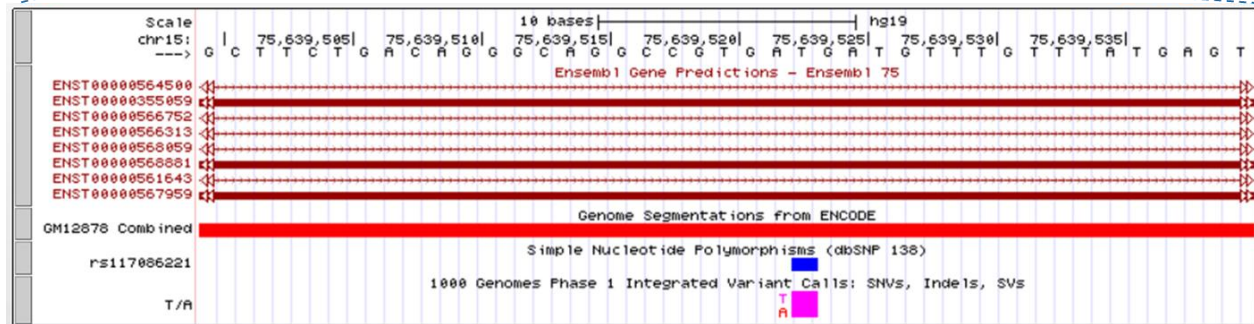 Scale 10 bases hg19
chr15: 75,639,505| 75,639,510| 75,639,515| 75,639,520| 75,639,525| 75,639,530| 75,639,535|
---> G C T T C T G A C A G G G C A G G C C G T G A T G A T G T T T G T T T A T G A G T
Ensembl Gene Predictions - Ensembl 75
ENST00000564500
ENST00000355059
ENST00000566752
ENST00000566313
ENST00000568059
ENST00000568881
ENST00000561643
ENST00000567959
Genome Segmentations from ENCODE
GM12878 Combined
Simple Nucleotide Polymorphisms (dbSNP 138)
rs117086221
1000 Genomes Phase 1 Integrated Variant Calls: SNVs, Indels, SVs
T/A T
A